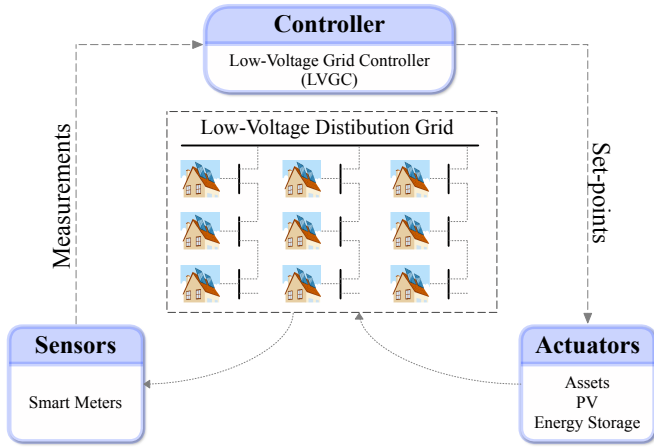 Controller
Low-Voltage Grid Controller
(LVGC)
Measurements
Low-Voltage Distibution Grid
Set-points
Sensors
Smart Meters
Actuators
Assets
PV
Energy Storage